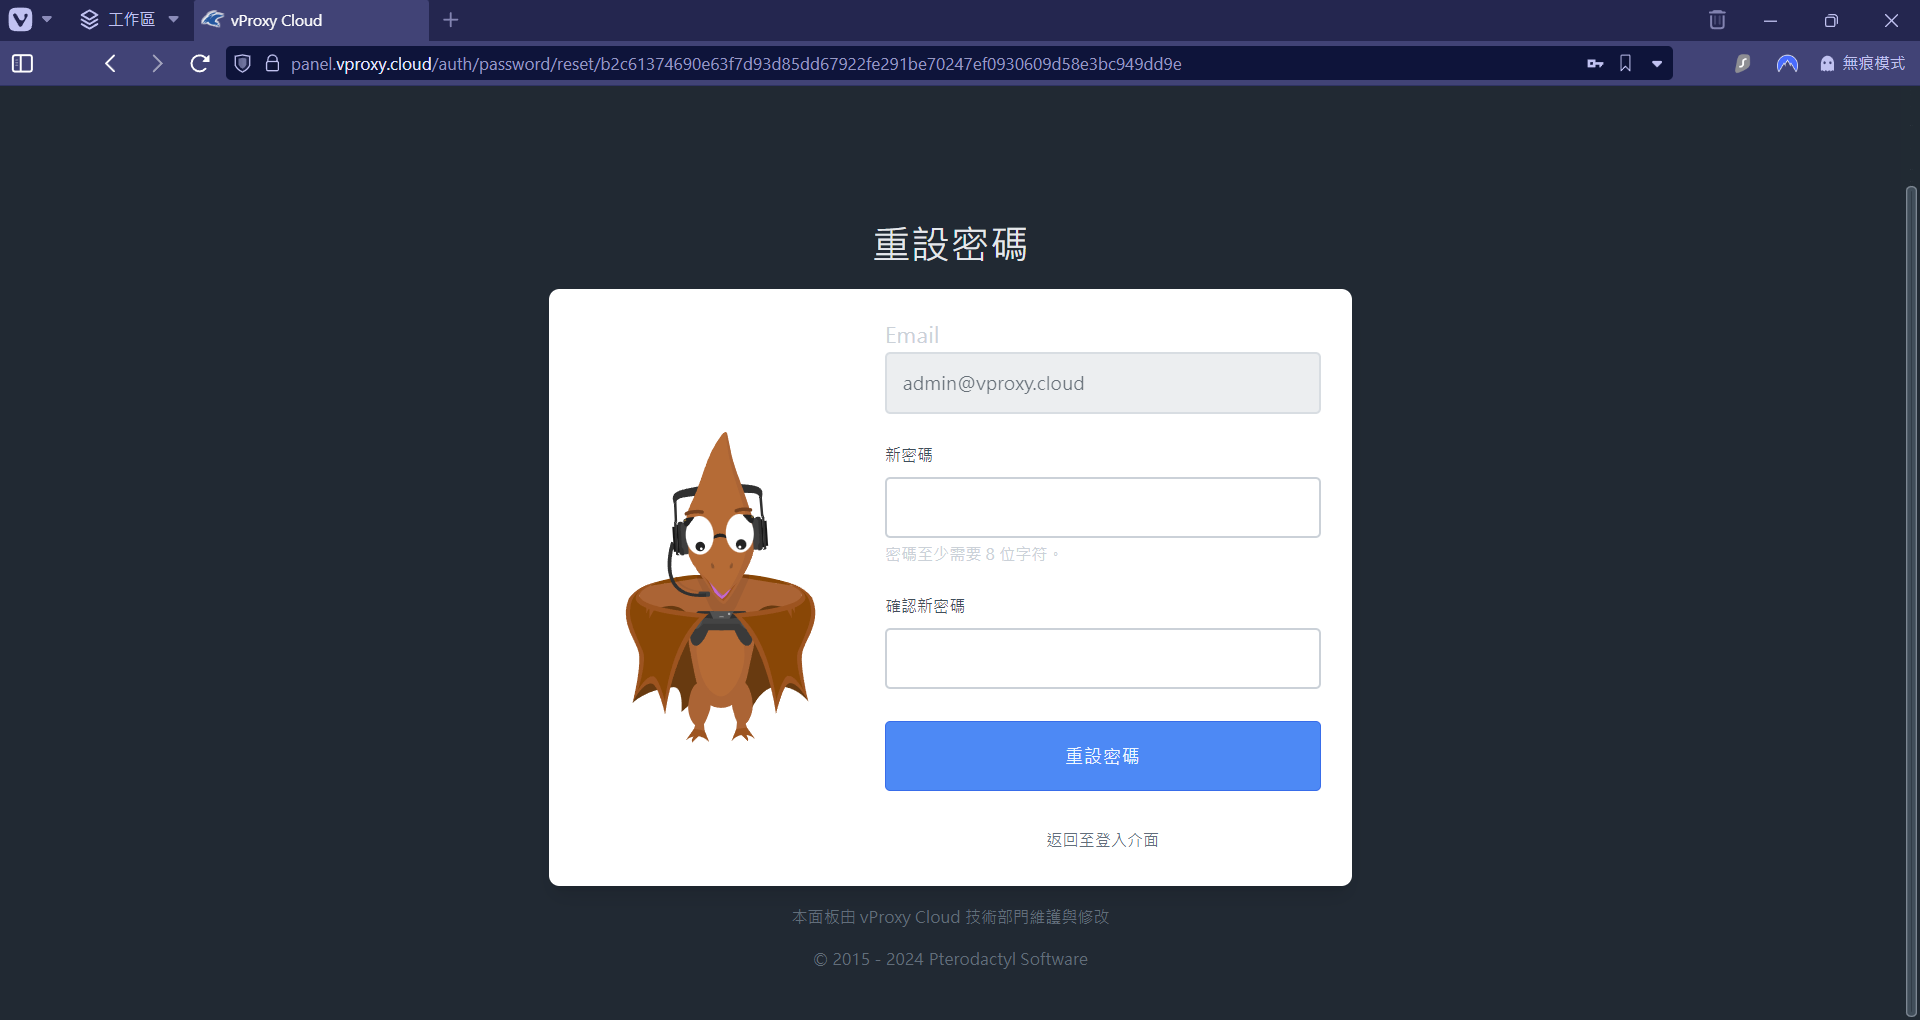 工作區
vProxy Cloud
panel.vproxy.cloud/auth/password/reset/b2c61374690e63f7d93d85dd67922fe291be70247ef0930609d58e3bc949dd9e
無痕模式
重設密碼
Email
admin@vproxy.cloud
新密碼
密碼至少需要 8 位字符。
確認新密碼
重設密碼
返回至登入介面
本面板由 vProxy Cloud 技術部門維護與修改
© 2015 - 2024 Pterodactyl Software